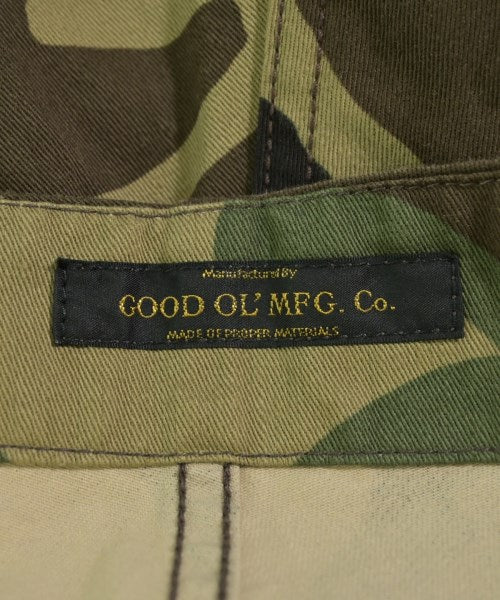 Manufactured By
GOOD OL' MFG. Co.
MADE OF PROPER MATERIALS